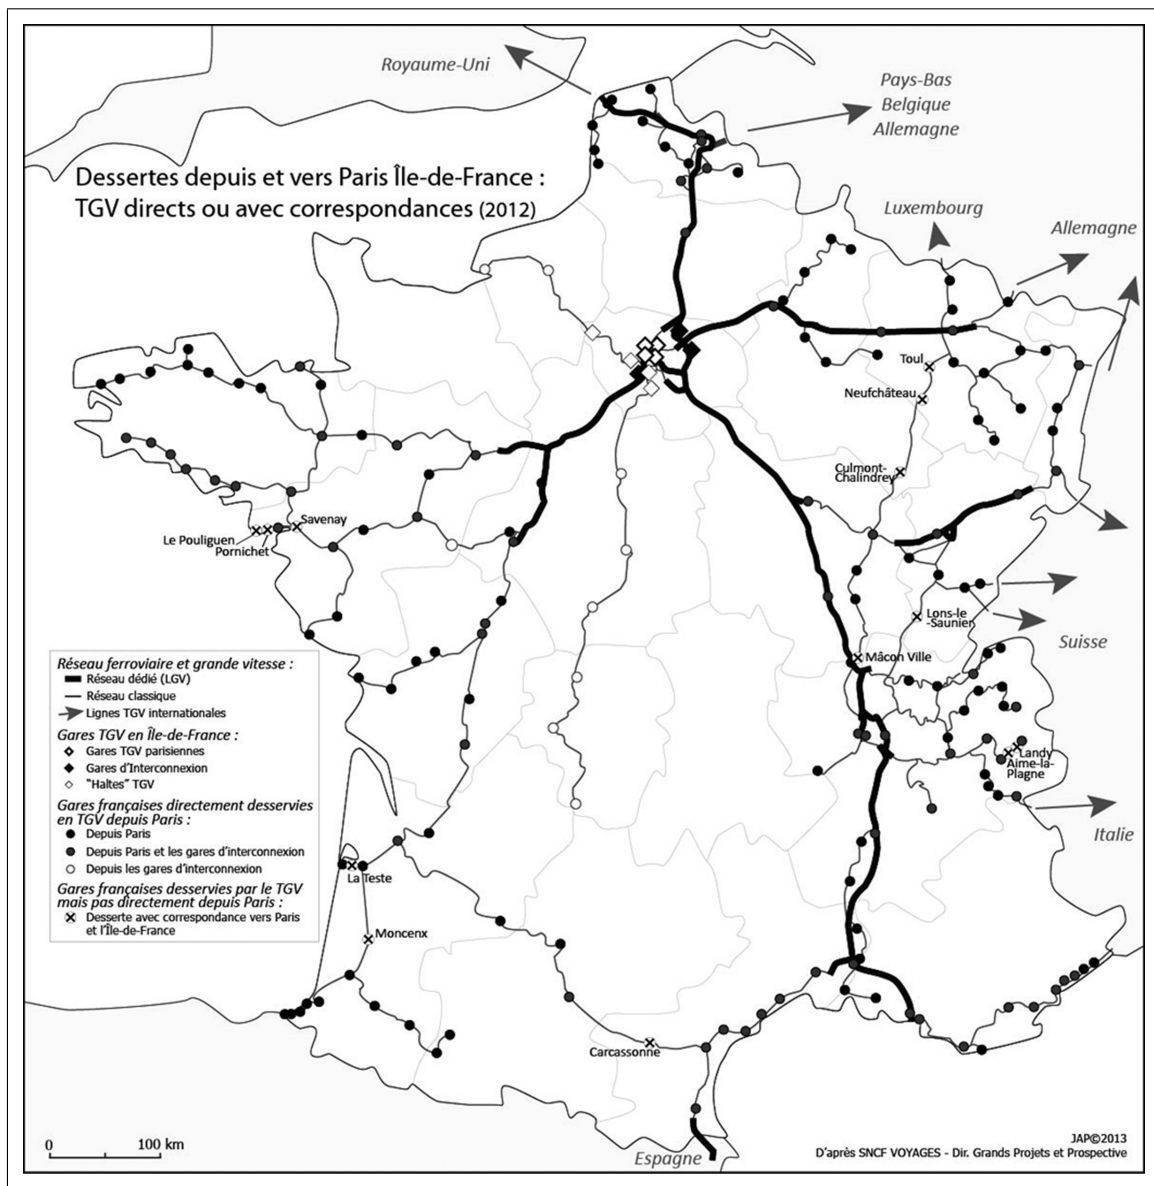 Royaume-Uni
Pays-Bas
Belgique
Allemagne
Dessertes depuis et vers Paris Île-de-France :
TGV directs ou avec correspondances (2012)
Luxembourg
Allemagne
Toul
Neufchâteau
Culmont-
Chalindrey
Savenay
Le Pouliguen
Pornichet
Lons-le
-Saunier
Suisse
Mâcon Ville
Réseau ferroviaire et grande vitesse :
Réseau dédié (LGV)
Réseau classique
Lignes TGV internationales
Gares TGV en Île-de-France :
Gares TGV parisiennes
Gares d'Interconnexion
"Haltes" TGV
Gares françaises directement desservies
en TGV depuis Paris :
Depuis Paris
Depuis Paris et les gares d'interconnexion
Depuis les gares d'interconnexion
Gares françaises desservies par le TGV
mais pas directement depuis Paris :
Desserte avec correspondance vers Paris
et l'Île-de-France
Landy
Aime-la-
Plagne
Italie
La Teste
Moncenx
Carcassonne
Espagne
0 100 km
JAP©2013
D'après SNCF VOYAGES - Dir. Grands Projets et Prospective